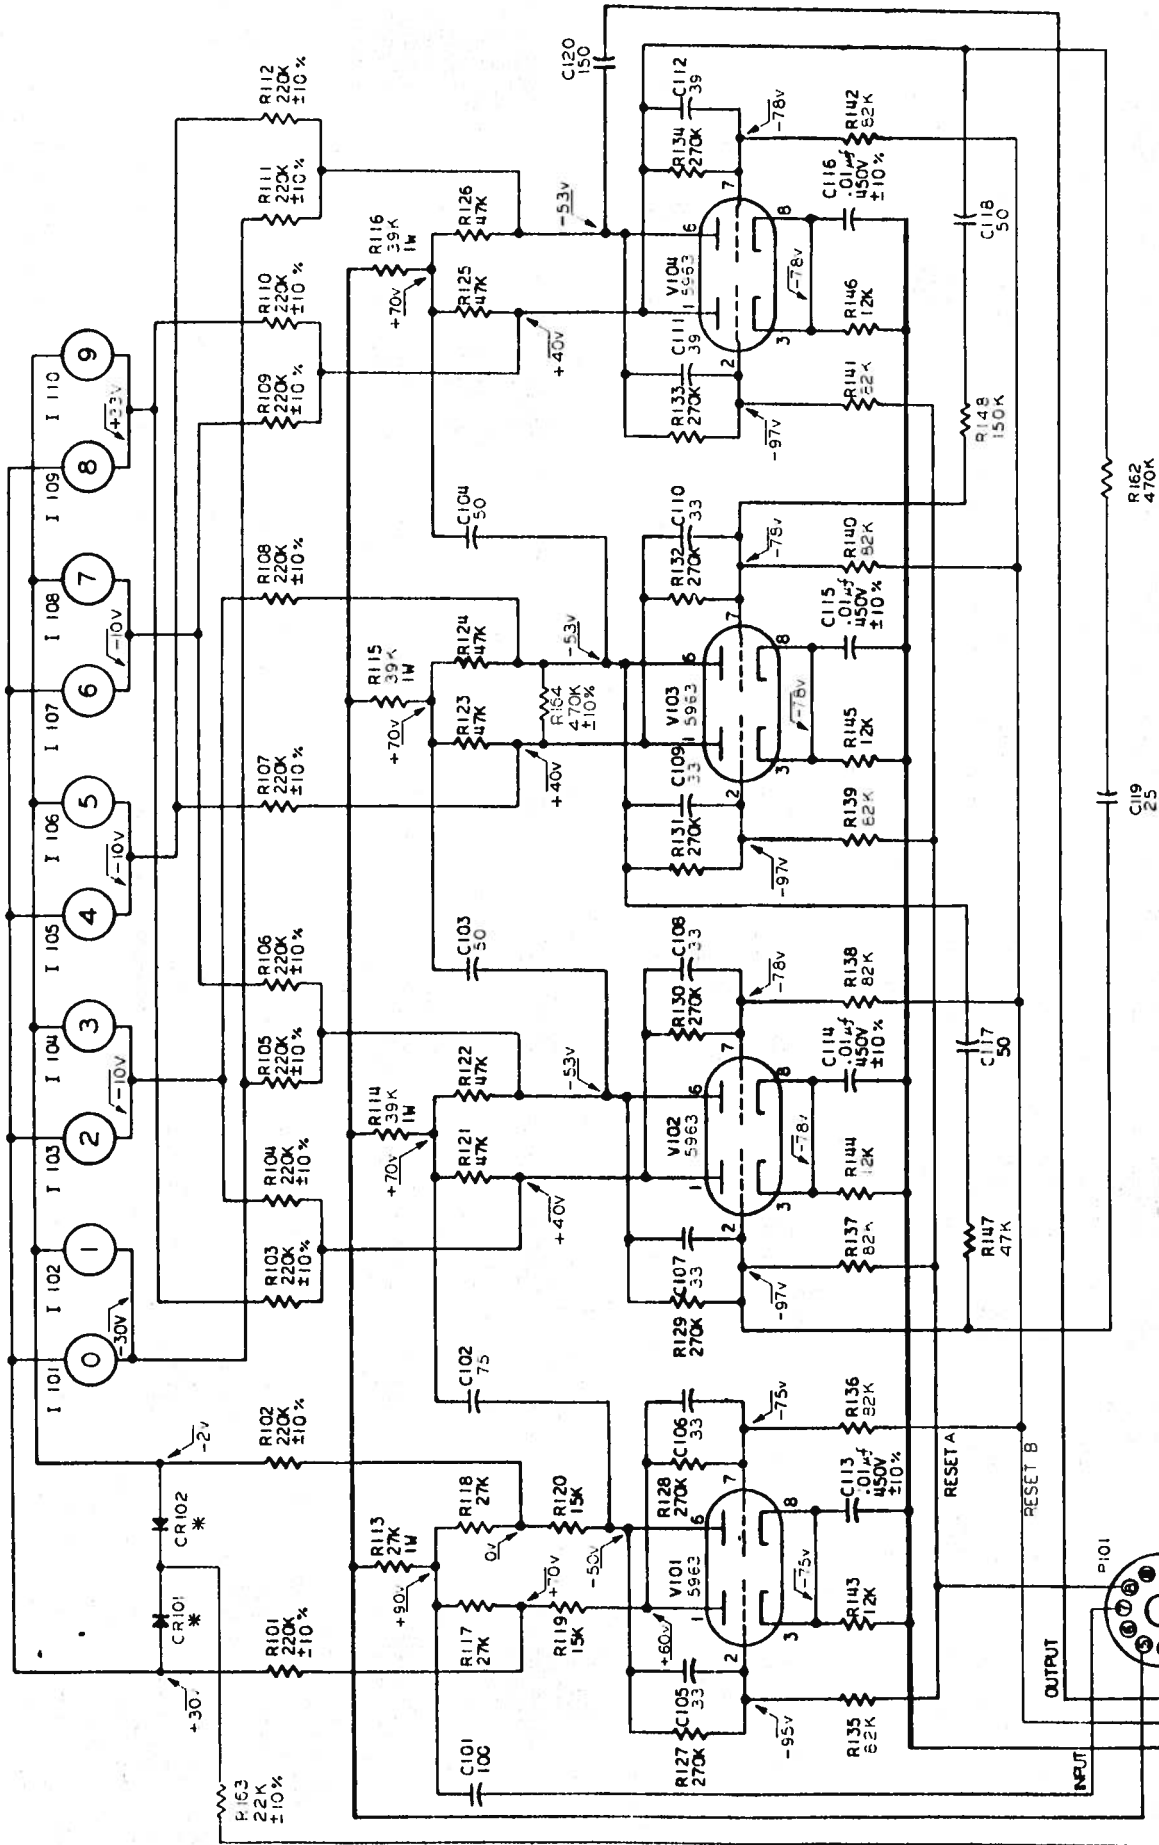 I 101
0
I 102
1
-30V
I 103
2
I 104
3
-10V
I 105
4
I 106
5
-10V
I 107
6
I 108
7
-10V
I 109
8
I 110
9
+33V
-2V
CR102
*
CR101
*
+30V
R163
22K
±10%
R101
220K
±10%
R102
220K
±10%
R103
220K
±10%
R104
220K
±10%
R105
220K
±10%
R106
220K
±10%
R107
220K
±10%
R108
220K
±10%
R109
220K
±10%
R110
220K
±10%
R111
220K
±10%
R112
220K
±10%
C120
150
R113
27K
1W
+90V
R117
27K
R118
27K
0V
+70V
R119
15K
R120
15K
-50V
+60V
C101
100
C102
75
R114
39K
1W
+70V
R121
47K
R122
47K
+40V
-53V
C103
50
R115
39K
1W
+70V
R123
47K
R124
47K
R164
470K
±10%
+40V
-53V
C104
50
R116
39K
1W
+70V
R125
47K
R126
47K
+40V
-53V
R127
270K
C105
33
V101
5963
R128
270K
C106
33
1
6
2
7
3
8
-75V
-95V
-75V
R129
270K
C107
33
V102
5963
R130
270K
C108
33
1
6
2
7
3
8
-78V
-97V
-78V
R131
270K
C109
33
V103
5963
R132
270K
C110
33
1
6
2
7
3
8
-78V
-97V
-78V
R133
270K
C111
39
V104
5963
R134
270K
C112
39
1
6
2
7
3
8
-78V
-97V
-78V
R135
82K
R143
12K
C113
.01µf
450V
±10%
R136
82K
R137
82K
R144
12K
C114
.01µf
450V
±10%
R138
82K
R139
82K
R145
12K
C115
.01µf
450V
±10%
R140
82K
R141
82K
R146
12K
C116
.01µf
450V
±10%
R142
82K
RESET A
RESET B
R147
47K
C117
50
R148
150K
C118
50
C119
25
R162
470K
INPUT
OUTPUT
P101
5
6
7
8